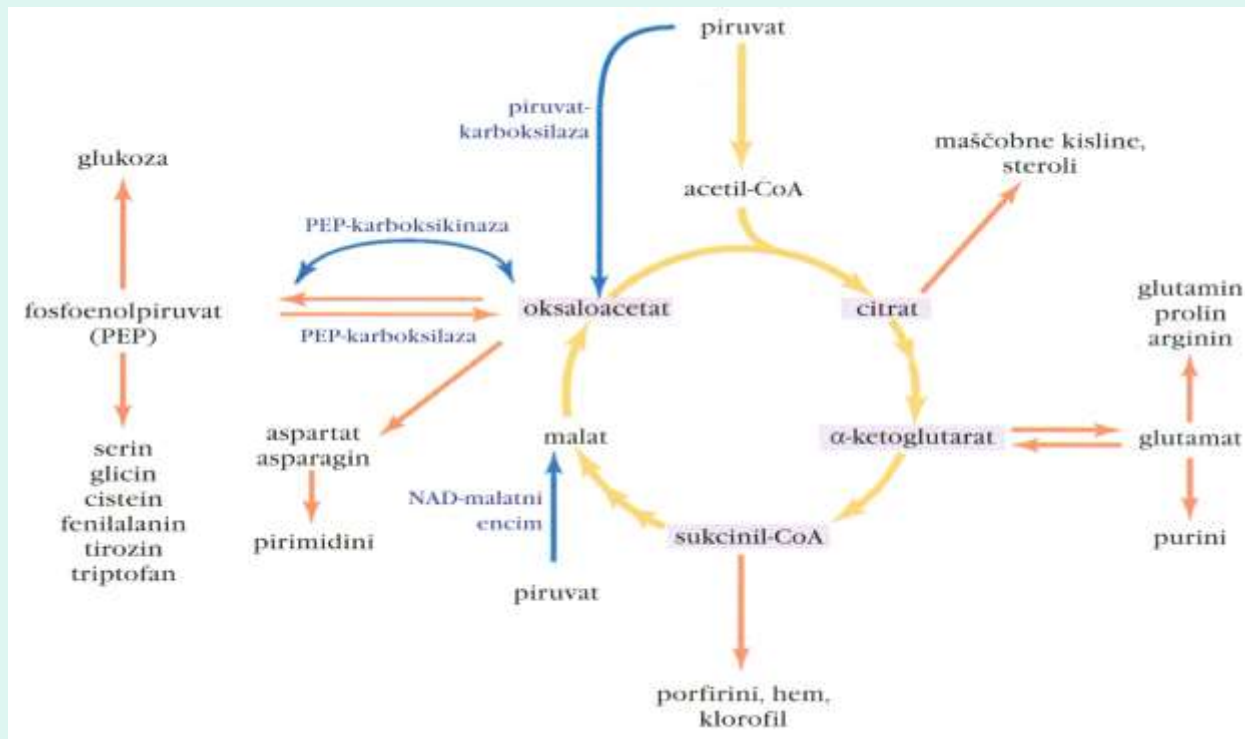 piruvat
piruvat-
karboksilaza
maščobne kisline,
steroli
glukoza
acetil-CoA
PEP-karboksikinaza
oksaloacetat
citrat
glutamin
prolin
arginin
fosfoenolpiruvat
(PEP)
PEP-karboksilaza
aspartat
asparagin
malat
α-ketoglutarat
glutamat
serin
glicin
cistein
fenilalanin
tirozin
triptofan
NAD-malatni
encim
pirimidini
sukcinil-CoA
purini
piruvat
porfirini, hem,
klorofil